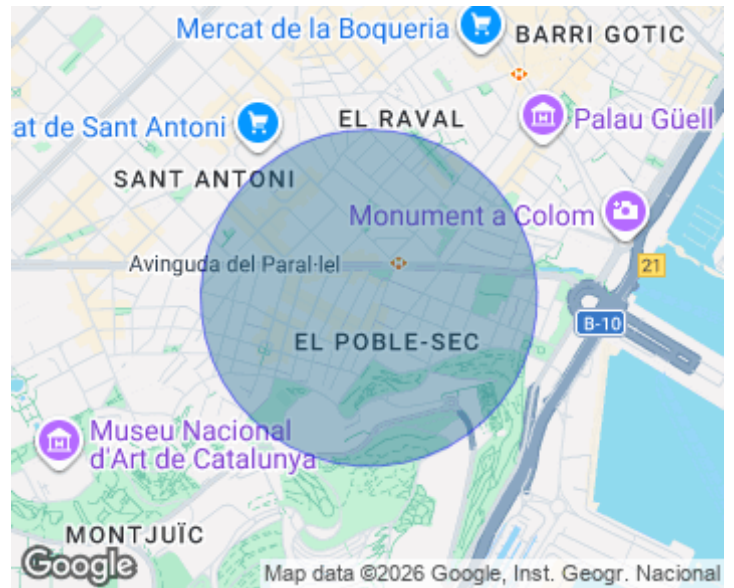 Mercat de la Boqueria
BARRI GOTIC
at de Sant Antoni
EL RAVAL
Palau Güell
SANT ANTONI
Monument a Colom
Avinguda del Paral·lel
21
B-10
EL POBLE-SEC
Museu Nacional
d'Art de Catalunya
MONTJUÏC
Google
Map data ©2026 Google, Inst. Geogr. Nacional